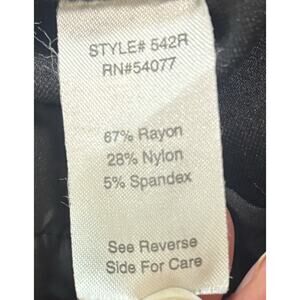 STYLE# 542R
RN#54077
67% Rayon
28% Nylon
5% Spandex
See Reverse
Side For Care